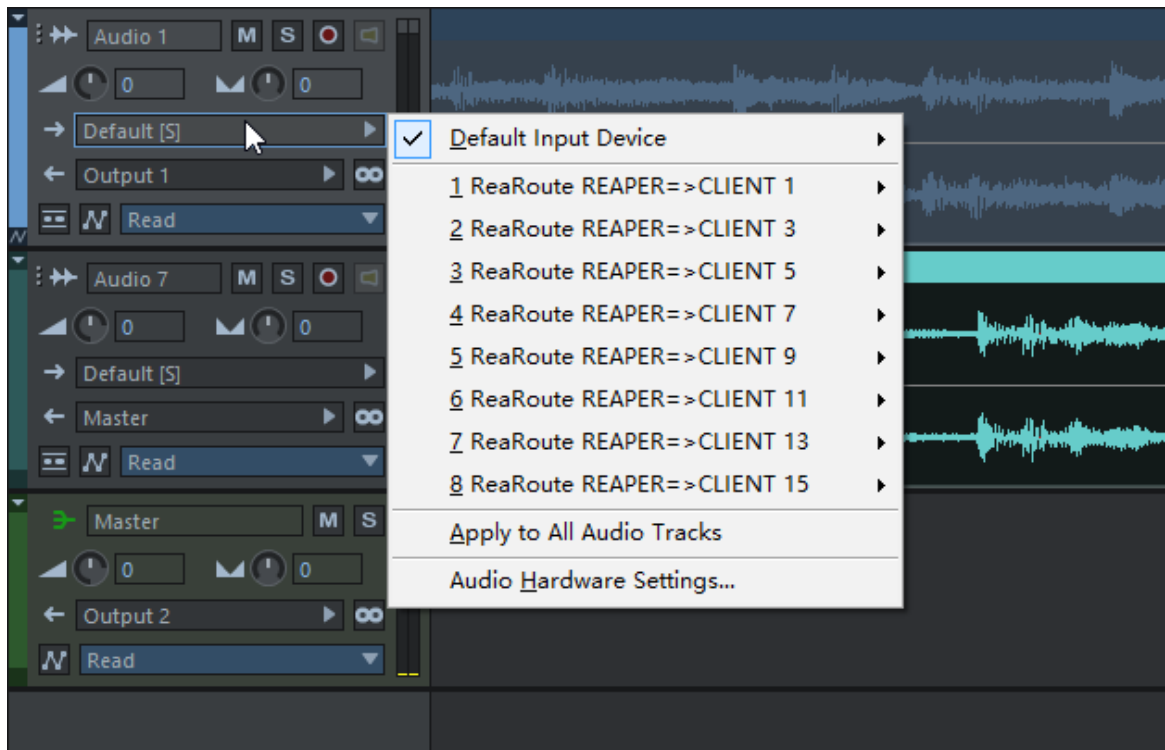 Audio 1 M S
0 0
Default [S]
Output 1
Read
Audio 7 M S
0 0
Default [S]
Master
Read
Master M S
0 0
Output 2
Read
Default Input Device
1 ReaRoute REAPER=>CLIENT 1
2 ReaRoute REAPER=>CLIENT 3
3 ReaRoute REAPER=>CLIENT 5
4 ReaRoute REAPER=>CLIENT 7
5 ReaRoute REAPER=>CLIENT 9
6 ReaRoute REAPER=>CLIENT 11
7 ReaRoute REAPER=>CLIENT 13
8 ReaRoute REAPER=>CLIENT 15
Apply to All Audio Tracks
Audio Hardware Settings...